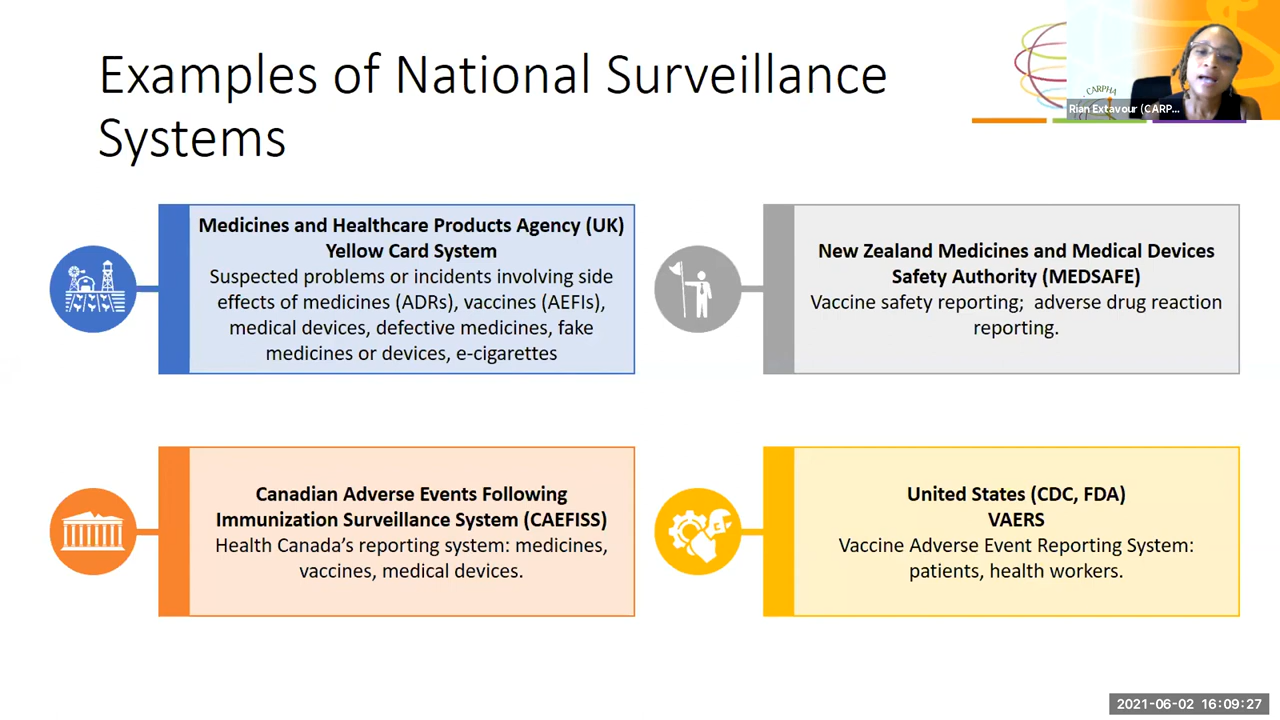 Examples of National Surveillance
Systems
CARPHA
Rian Extavour (CARP...
Medicines and Healthcare Products Agency (UK)
Yellow Card System
Suspected problems or incidents involving side
effects of medicines (ADRs), vaccines (AEFIs),
medical devices, defective medicines, fake
medicines or devices, e-cigarettes
New Zealand Medicines and Medical Devices
Safety Authority (MEDSAFE)
Vaccine safety reporting;  adverse drug reaction
reporting.
Canadian Adverse Events Following
Immunization Surveillance System (CAEFISS)
Health Canada’s reporting system: medicines,
vaccines, medical devices.
United States (CDC, FDA)
VAERS
Vaccine Adverse Event Reporting System:
patients, health workers.
2021-06-02 16:09:27